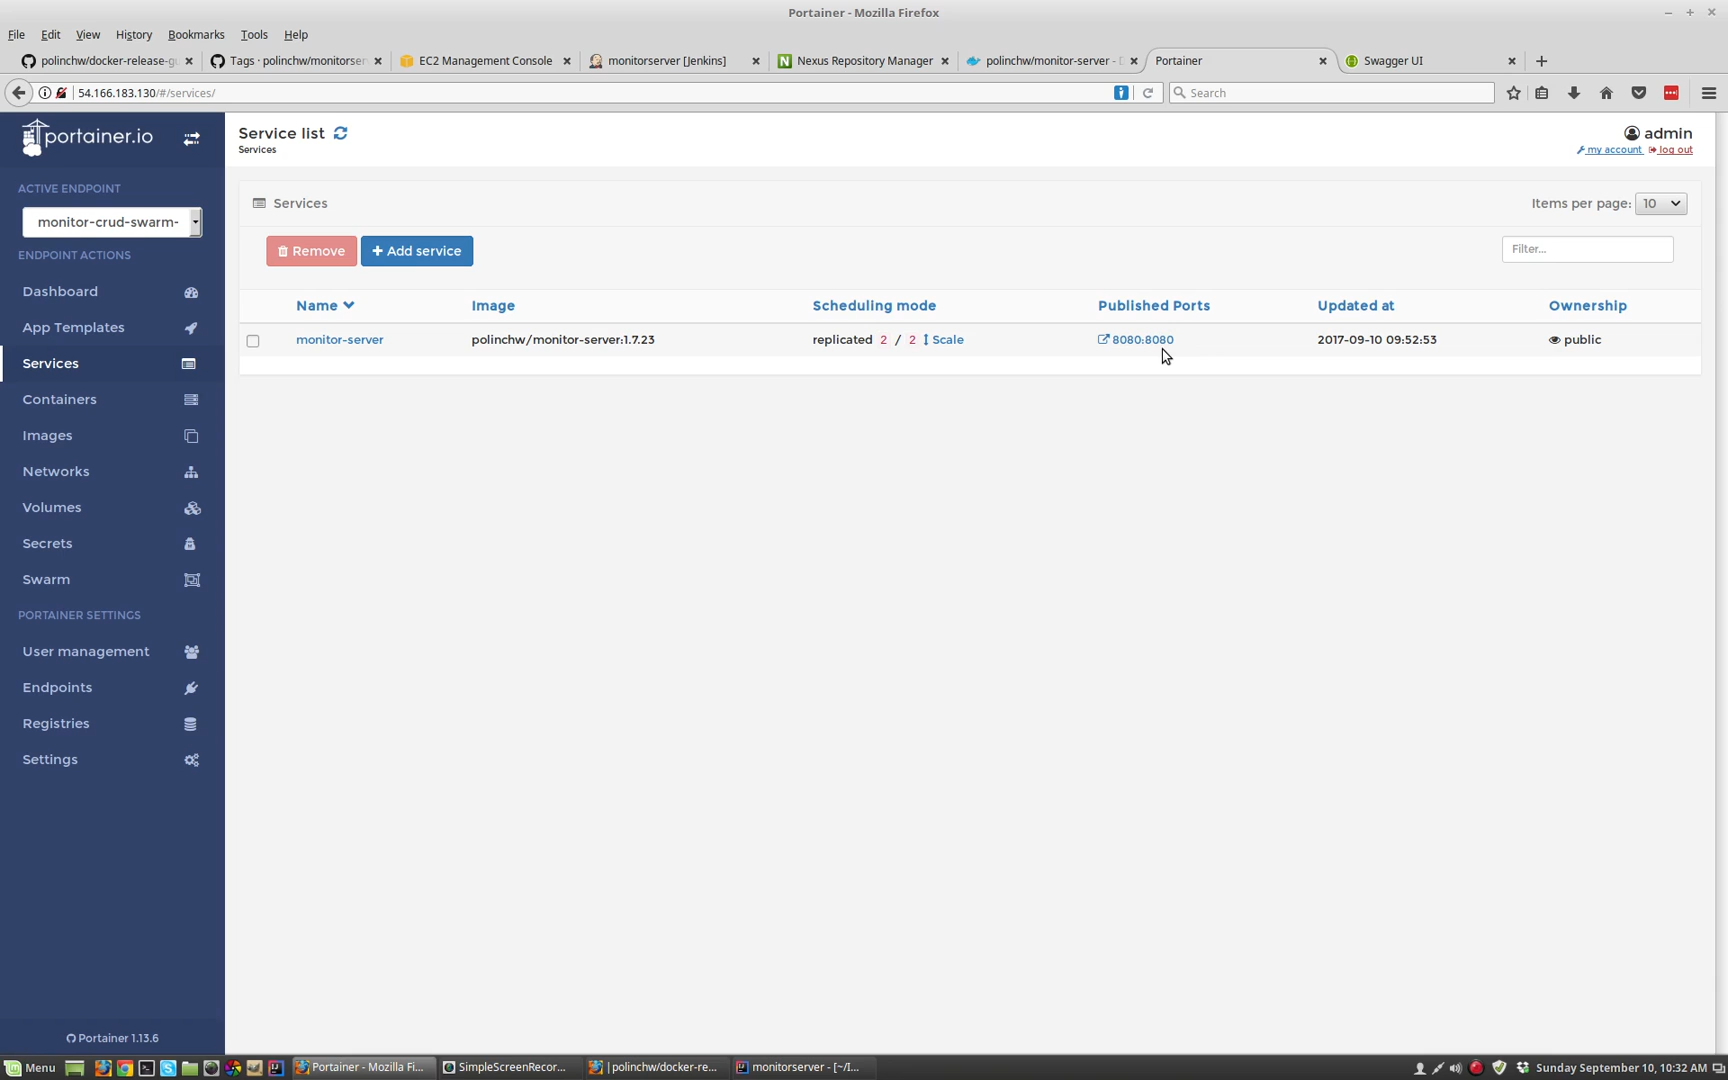 Portainer - Mozilla Firefox
File Edit View History Bookmarks Tools Help
polinchw/docker-release-gu
Tags · polinchw/monitorser
EC2 Management Console
monitorserver [Jenkins]
Nexus Repository Manager
polinchw/monitor-server - D
Portainer
Swagger UI
54.166.183.130/#/services/
Search
portainer.io
Service list
Services
admin
my account log out
ACTIVE ENDPOINT
monitor-crud-swarm-
ENDPOINT ACTIONS
Dashboard
App Templates
Services
Containers
Images
Networks
Volumes
Secrets
Swarm
PORTAINER SETTINGS
User management
Endpoints
Registries
Settings
Portainer 1.13.6
Services
Items per page: 10
Remove
Add service
Filter...
Name Image Scheduling mode Published Ports Updated at Ownership
monitor-server polinchw/monitor-server:1.7.23 replicated 2 / 2 Scale 8080:8080 2017-09-10 09:52:53 public
Menu
Portainer - Mozilla Fi...
SimpleScreenRecor...
polinchw/docker-re...
monitorserver - [~/I...
Sunday September 10, 10:32 AM